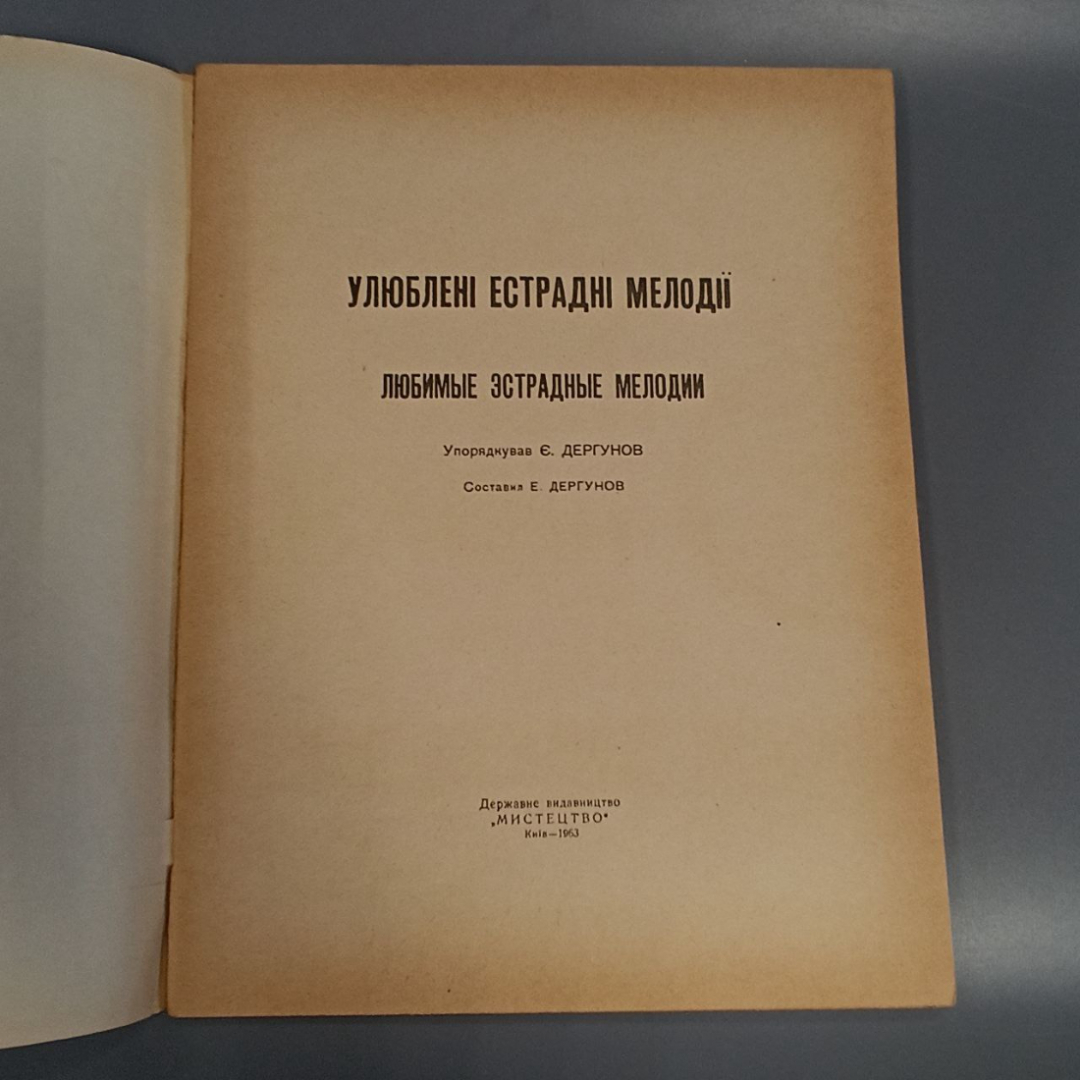 УЛЮБЛЕНІ ЕСТРАДНІ МЕЛОДІЇ
ЛЮБИМЫЕ ЭСТРАДНЫЕ МЕЛОДИИ
Упорядкував Є. ДЕРГУНОВ
Составил Е. ДЕРГУНОВ
Державне видавництво
„МИСТЕЦТВО"
Київ—1963